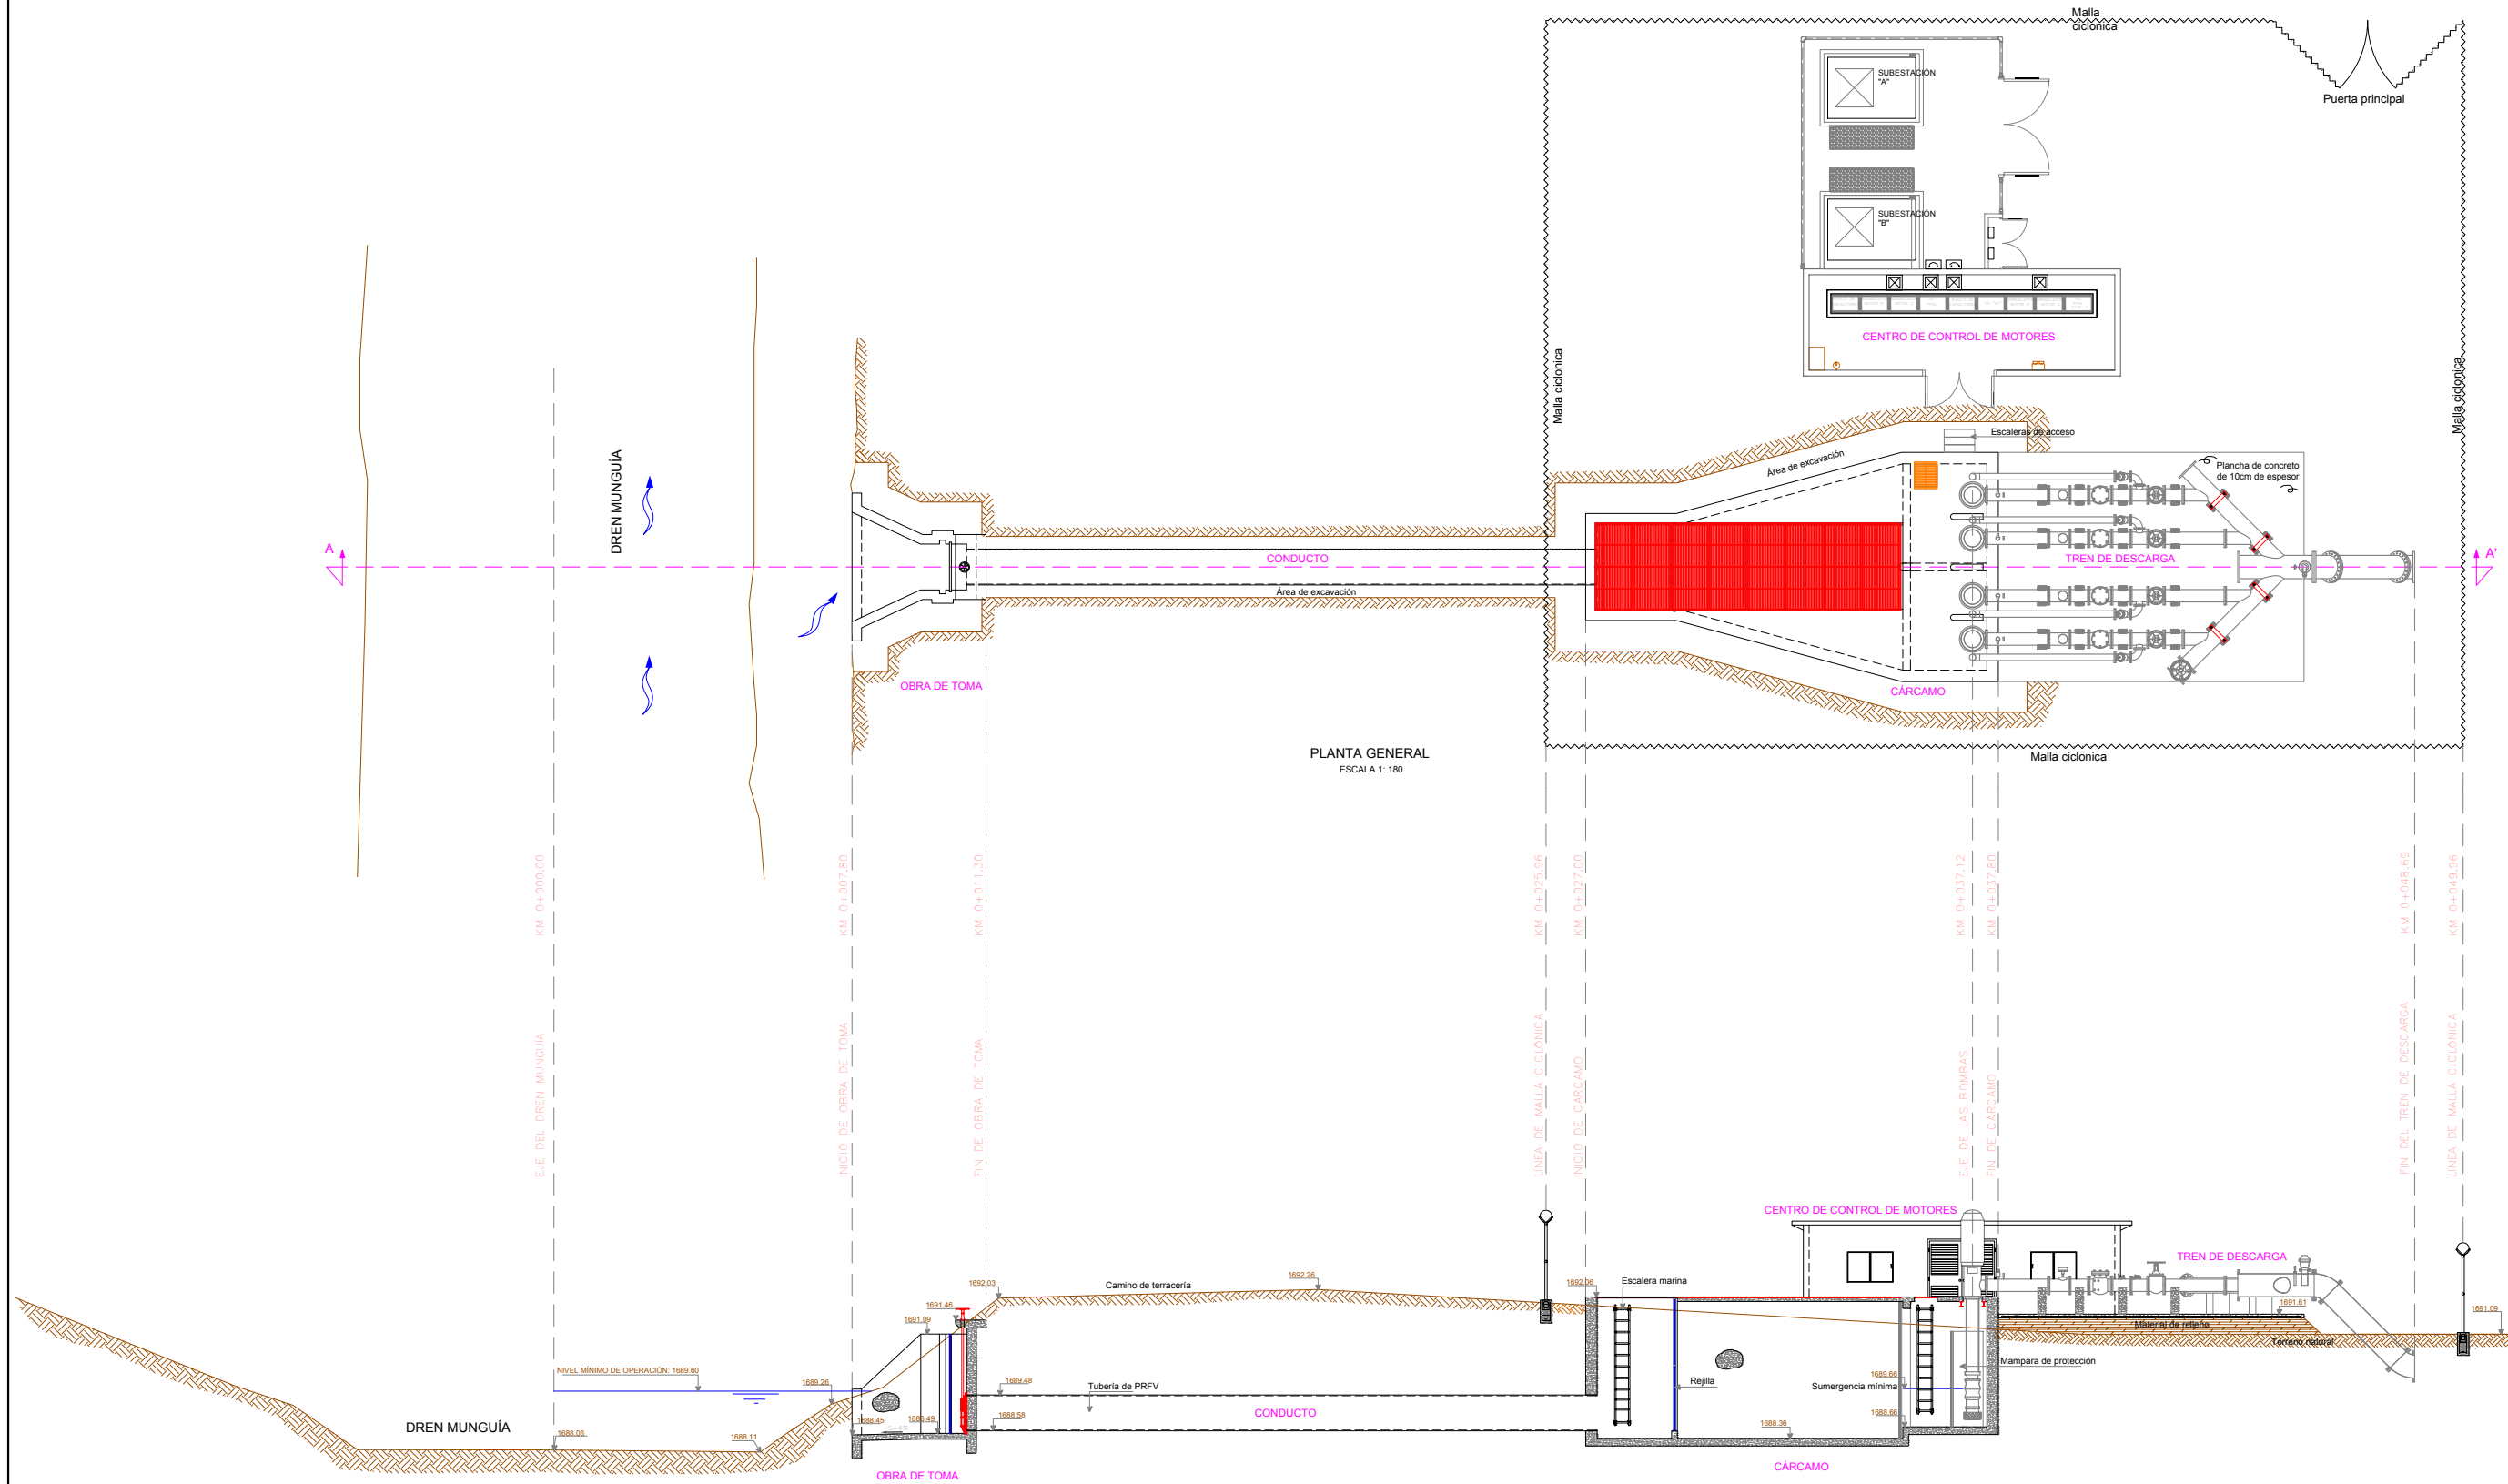 Malla
ciclonica
Puerta principal
SUBESTACIÓN
"A"
SUBESTACIÓN
"B"
CENTRO DE CONTROL DE MOTORES
Malla ciclonica
Malla ciclonica
DREN MUNGUÍA
Escaleras de acceso
Área de excavación
Plancha de concreto
de 10cm de espesor
A
CONDUCTO
TREN DE DESCARGA
A'
Área de excavación
OBRA DE TOMA
CÁRCAMO
PLANTA GENERAL
ESCALA 1: 180
Malla ciclonica
EJE DEL DREN MUNGUÍA KM 0+000.00
INICIO DE OBRA DE TOMA KM 0+007.80
FIN DE OBRA DE TOMA KM 0+011.30
LÍNEA DE MALLA CICLÓNICA KM 0+025.96
INICIO DE CÁRCAMO KM 0+027.00
EJE DE LAS BOMBAS KM 0+037.12
FIN DE CÁRCAMO KM 0+037.80
FIN DEL TREN DE DESCARGA KM 0+048.69
LÍNEA DE MALLA CICLÓNICA KM 0+049.96
CENTRO DE CONTROL DE MOTORES
TREN DE DESCARGA
1692.03
Camino de terracería
1692.26
1692.06
Escalera marina
1691.46
1691.09
1691.61
1691.09
Material de relleno
Terreno natural
NIVEL MÍNIMO DE OPERACIÓN: 1689.60
1689.26
1689.48
Tubería de PRFV
Rejilla
1689.66
Sumergencia mínima
Mampara de protección
DREN MUNGUÍA
1688.06
1688.11
1688.45
1688.49
1688.58
CONDUCTO
1688.36
1688.66
OBRA DE TOMA
CÁRCAMO